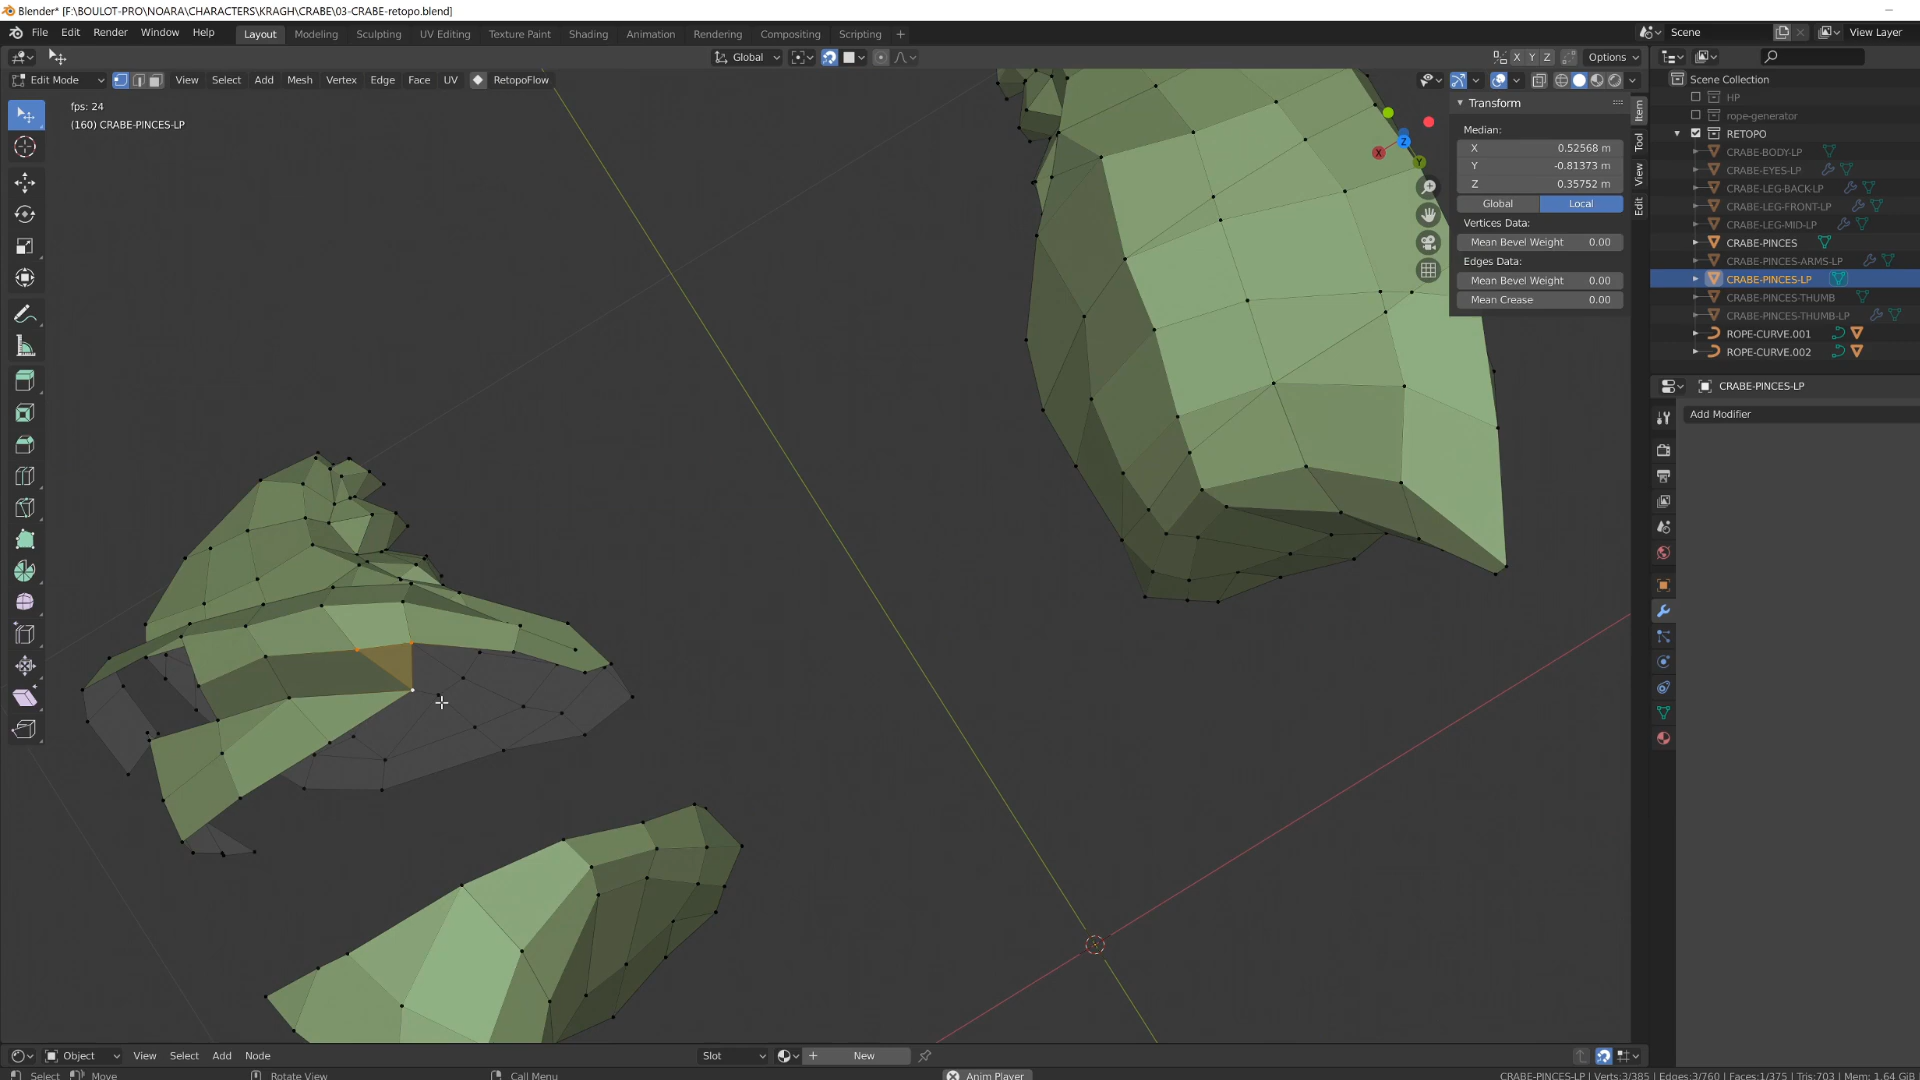 Blender* [F:\BOULOT-PRO\NOARA\CHARACTERS\KRAGH\CRABE\03-CRABE-retopo.blend]
File Edit Render Window Help Layout Modeling Sculpting UV Editing Texture Paint Shading Animation Rendering Compositing Scripting + Scene View Layer
Global X Y Z Options
Edit Mode View Select Add Mesh Vertex Edge Face UV RetopoFlow
fps: 24
(160) CRABE-PINCES-LP
Transform
Median:
X 0.52568 m
Y -0.81373 m
Z 0.35752 m
Global Local
Vertices Data:
Mean Bevel Weight 0.00
Edges Data:
Mean Bevel Weight 0.00
Mean Crease 0.00
Item
Tool
View
Edit
X
Y
Z
Scene Collection
HP
rope-generator
RETOPO
CRABE-BODY-LP
CRABE-EYES-LP
CRABE-LEG-BACK-LP
CRABE-LEG-FRONT-LP
CRABE-LEG-MID-LP
CRABE-PINCES
CRABE-PINCES-ARMS-LP
CRABE-PINCES-LP
CRABE-PINCES-THUMB
CRABE-PINCES-THUMB-LP
ROPE-CURVE.001
ROPE-CURVE.002
CRABE-PINCES-LP
Add Modifier
Object View Select Add Node Slot + New
Select Move Rotate View Call Menu Anim Player CRABE-PINCES-LP | Verts:3/385 | Edges:3/760 | Faces:1/375 | Tris:703 | Mem: 1.64 GiB